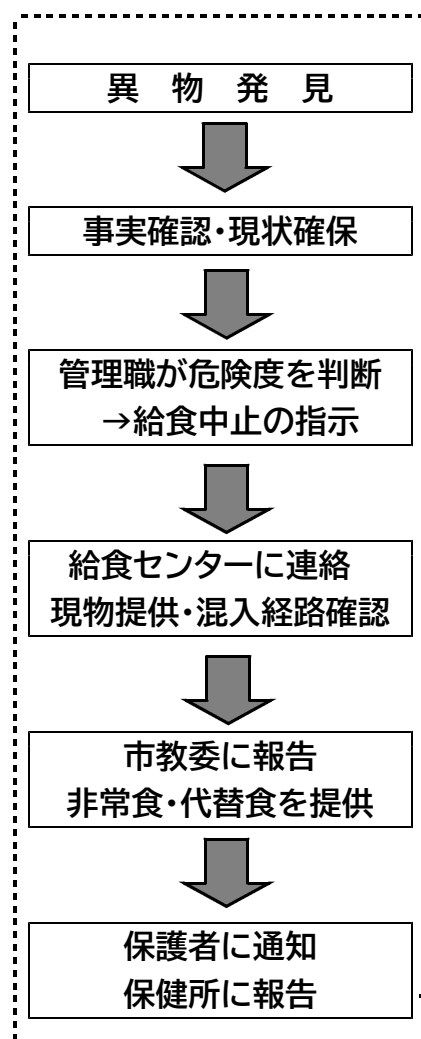 異　物　発　見
事実確認・現状確保
管理職が危険度を判断
→給食中止の指示
給食センターに連絡
現物提供・混入経路確認
市教委に報告
非常食・代替食を提供
保護者に通知
保健所に報告